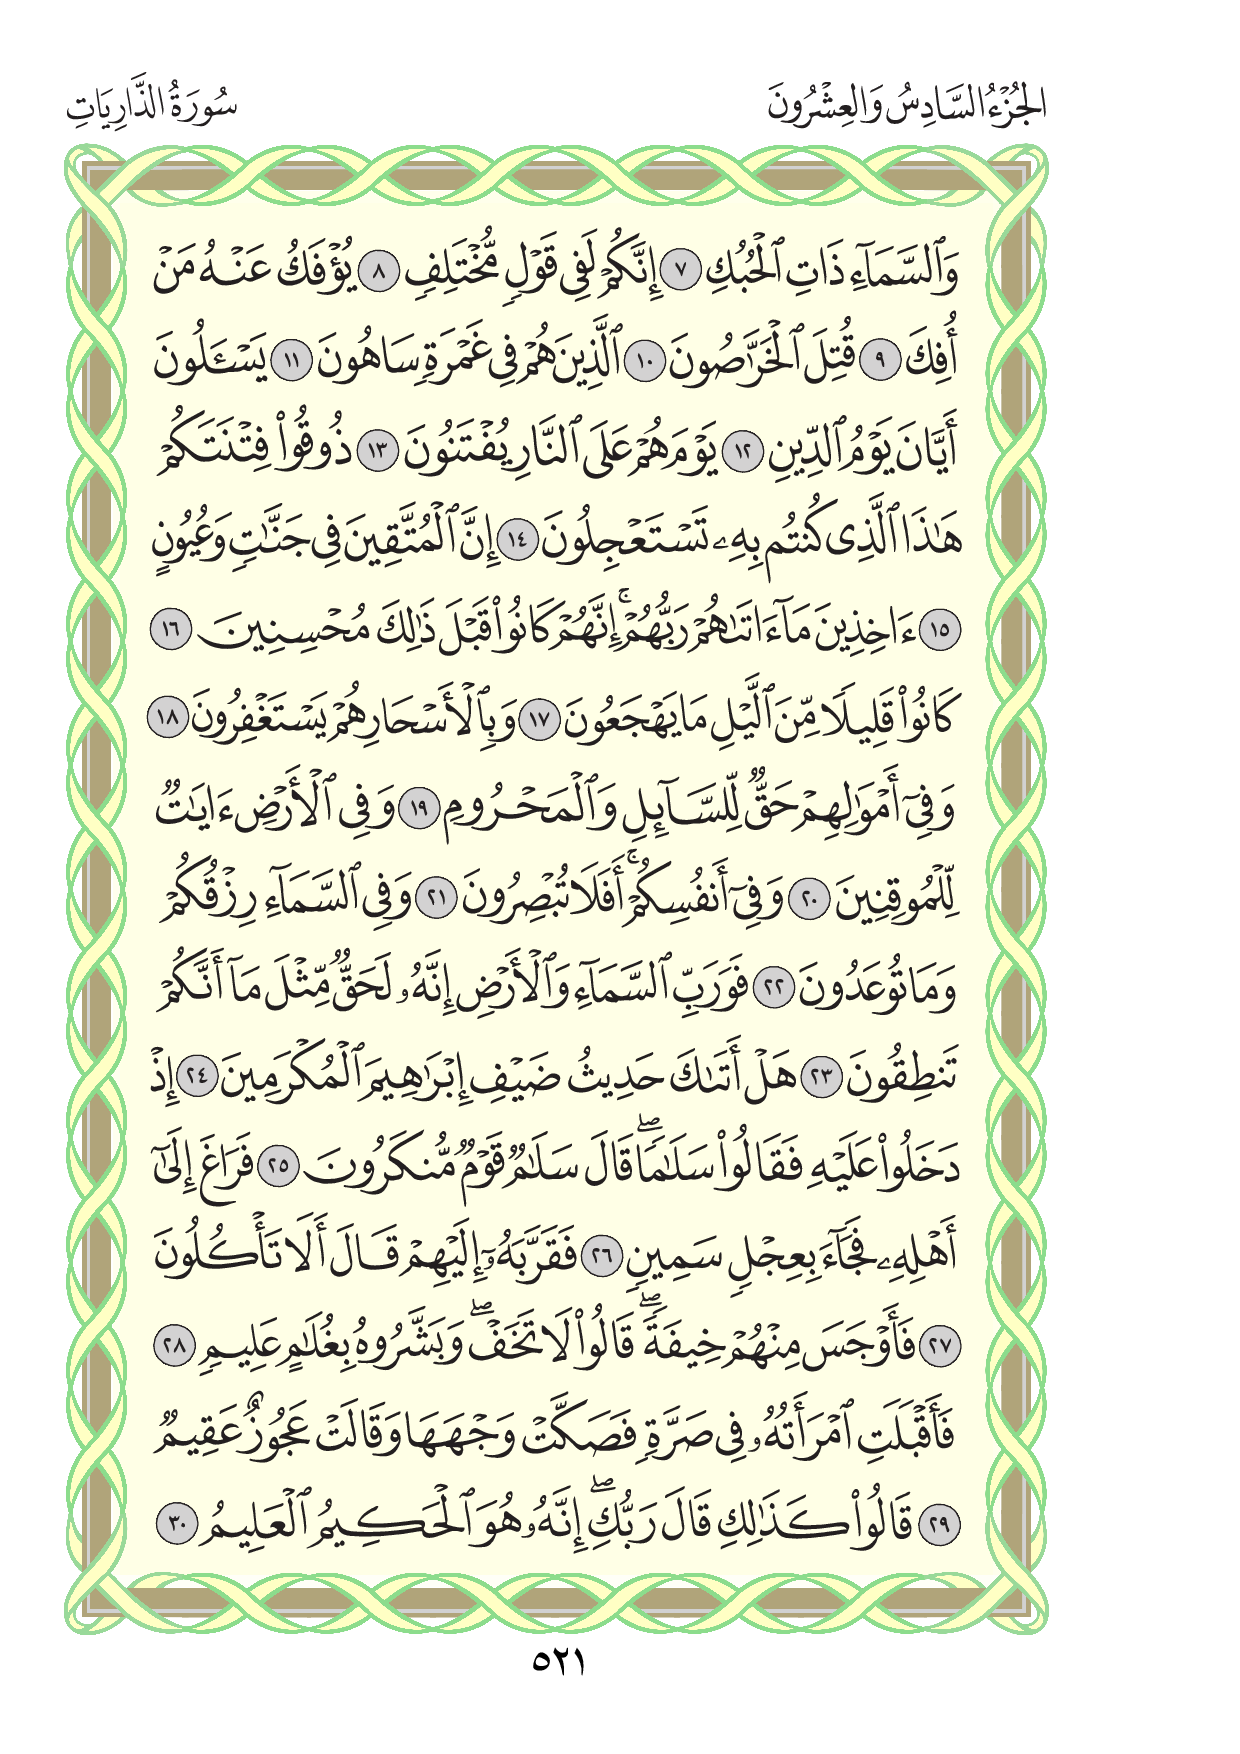 الجُزْءُ السَّادِسُ وَالعِشْرُونَ
سُورَةُ الذَّارِيَاتِ
وَٱلسَّمَآءِ ذَاتِ ٱلْحُبُكِ ٧ إِنَّكُمْ لَفِى قَوْلٍ مُّخْتَلِفٍ ٨ يُؤْفَكُ عَنْهُ مَنْ
أُفِكَ ٩ قُتِلَ ٱلْخَرَّٰصُونَ ١٠ ٱلَّذِينَ هُمْ فِى غَمْرَةٍ سَاهُونَ ١١ يَسْـَٔلُونَ
أَيَّانَ يَوْمُ ٱلدِّينِ ١٢ يَوْمَ هُمْ عَلَى ٱلنَّارِ يُفْتَنُونَ ١٣ ذُوقُوا۟ فِتْنَتَكُمْ
هَٰذَا ٱلَّذِى كُنتُم بِهِۦ تَسْتَعْجِلُونَ ١٤ إِنَّ ٱلْمُتَّقِينَ فِى جَنَّٰتٍ وَعُيُونٍ
١٥ ءَاخِذِينَ مَآ ءَاتَىٰهُمْ رَبُّهُمْ ۚ إِنَّهُمْ كَانُوا۟ قَبْلَ ذَٰلِكَ مُحْسِنِينَ ١٦
كَانُوا۟ قَلِيلًا مِّنَ ٱلَّيْلِ مَا يَهْجَعُونَ ١٧ وَبِٱلْأَسْحَارِ هُمْ يَسْتَغْفِرُونَ ١٨
وَفِىٓ أَمْوَٰلِهِمْ حَقٌّ لِّلسَّآئِلِ وَٱلْمَحْرُومِ ١٩ وَفِى ٱلْأَرْضِ ءَايَٰتٌ
لِّلْمُوقِنِينَ ٢٠ وَفِىٓ أَنفُسِكُمْ ۚ أَفَلَا تُبْصِرُونَ ٢١ وَفِى ٱلسَّمَآءِ رِزْقُكُمْ
وَمَا تُوعَدُونَ ٢٢ فَوَرَبِّ ٱلسَّمَآءِ وَٱلْأَرْضِ إِنَّهُۥ لَحَقٌّ مِّثْلَ مَآ أَنَّكُمْ
تَنطِقُونَ ٢٣ هَلْ أَتَىٰكَ حَدِيثُ ضَيْفِ إِبْرَٰهِيمَ ٱلْمُكْرَمِينَ ٢٤ إِذْ
دَخَلُوا۟ عَلَيْهِ فَقَالُوا۟ سَلَٰمًا ۖ قَالَ سَلَٰمٌ قَوْمٌ مُّنكَرُونَ ٢٥ فَرَاغَ إِلَىٰٓ
أَهْلِهِۦ فَجَآءَ بِعِجْلٍ سَمِينٍ ٢٦ فَقَرَّبَهُۥٓ إِلَيْهِمْ قَالَ أَلَا تَأْكُلُونَ
٢٧ فَأَوْجَسَ مِنْهُمْ خِيفَةً ۖ قَالُوا۟ لَا تَخَفْ ۖ وَبَشَّرُوهُ بِغُلَٰمٍ عَلِيمٍ ٢٨
فَأَقْبَلَتِ ٱمْرَأَتُهُۥ فِى صَرَّةٍ فَصَكَّتْ وَجْهَهَا وَقَالَتْ عَجُوزٌ عَقِيمٌ
٢٩ قَالُوا۟ كَذَٰلِكِ قَالَ رَبُّكِ ۖ إِنَّهُۥ هُوَ ٱلْحَكِيمُ ٱلْعَلِيمُ ٣٠
٥٢١